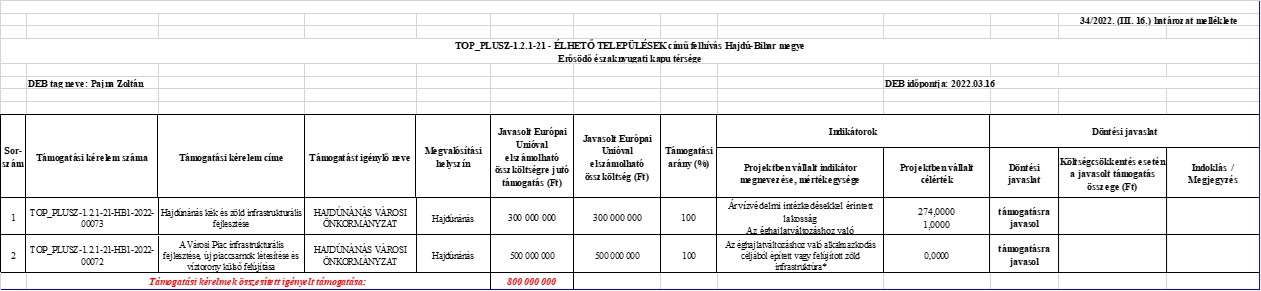 34/2022. (III. 16.) határozat melléklete
TOP_PLUSZ-1.2.1-21 - ÉLHETŐ TELEPÜLÉSEK című felhívás Hajdú-Bihar megye
Erősödő északnyugati kapu térsége
DEB tag neve: Pajna Zoltán
DEB időpontja: 2022.03.16
Sor-
szám
Támogatási kérelem száma
Támogatási kérelem címe
Támogatást igénylő neve
Megvalósítási
helyszín
Javasolt Európai
Unióval
elszámolható
összköltségre jutó
támogatás (Ft)
Javasolt Európai
Unióval
elszámolható
összköltség (Ft)
Támogatási
arány (%)
Indikátorok
Projektben vállalt indikátor
megnevezése, mértékegysége
Projektben vállalt
célérték
Döntési javaslat
Döntési
javaslat
Költségcsökkentés esetén
a javasolt támogatás
összege (Ft)
Indoklás /
Megjegyzés
1
TOP_PLUSZ-1.2.1-21-HB1-2022-
00073
Hajdúnánás kék és zöld infrastrukturális
fejlesztése
HAJDÚNÁNÁS VÁROSI
ÖNKORMÁNYZAT
Hajdúnánás
300 000 000
300 000 000
100
Árvízvédelmi intézkedésekkel érintett
lakosság
Az éghajlatváltozáshoz való
274,0000
1,0000
támogatásra
javasol
2
TOP_PLUSZ-1.2.1-21-HB1-2022-
00072
A Városi Piac infrastrukturális
fejlesztése, új piaccsarnok létesítése és
víztorony külső felújítása
HAJDÚNÁNÁS VÁROSI
ÖNKORMÁNYZAT
Hajdúnánás
500 000 000
500 000 000
100
Az éghajlatváltozáshoz való alkalmazkodás
céljából épített vagy felújított zöld
infrastruktúra*
0,0000
támogatásra
javasol
Támogatási kérelmek összesített igényelt támogatása:
800 000 000